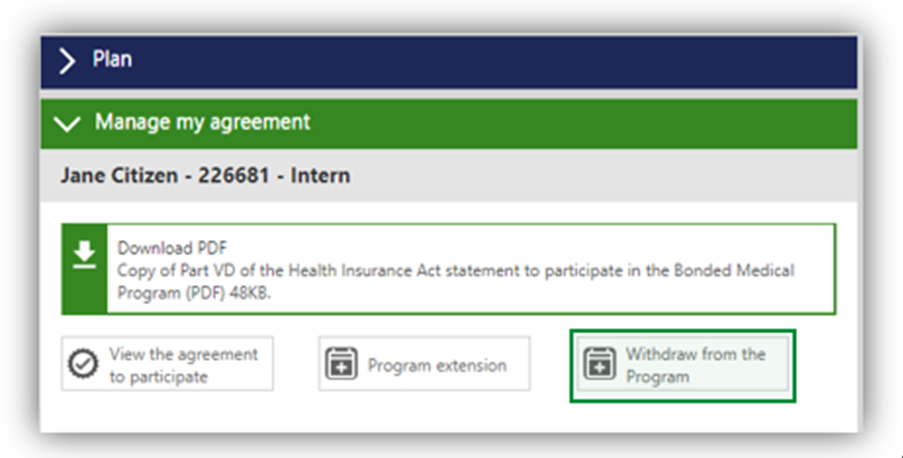 Plan
Manage my agreement
Jane Citizen - 226681 - Intern
Download PDF
Copy of Part VD of the Health Insurance Act statement to participate in the Bonded Medical
Program (PDF) 48KB.
View the agreement
to participate
Program extension
Withdraw from the
Program